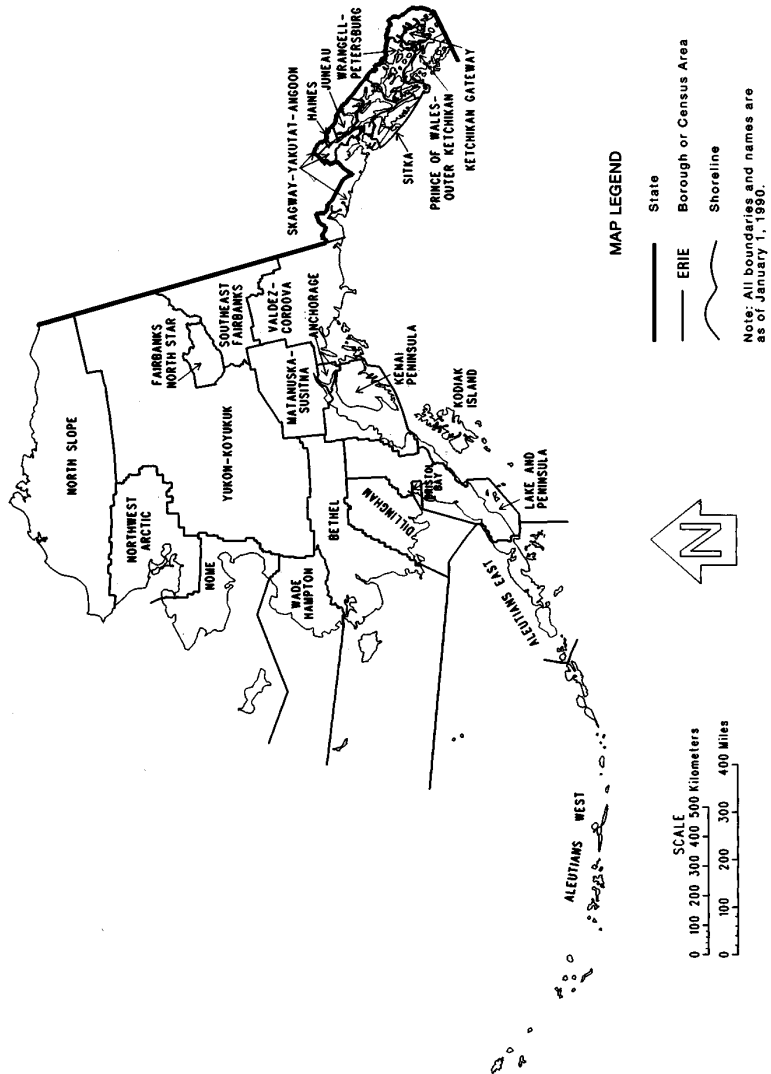 NORTH SLOPE
NORTHWEST
ARCTIC
NOME
YUKON-KOYUKUK
FAIRBANKS
NORTH STAR
SOUTHEAST
FAIRBANKS
WADE
HAMPTON
BETHEL
MATANUSKA-
SUSITNA
VALDEZ-
CORDOVA
ANCHORAGE
KENAI
PENINSULA
DILLINGHAM
BRISTOL
BAY
KODIAK
ISLAND
LAKE AND
PENINSULA
ALEUTIANS EAST
ALEUTIANS WEST
SKAGWAY-YAKUTAT-ANGOON
HAINES
JUNEAU
WRANGELL-
PETERSBURG
SITKA
PRINCE OF WALES-
OUTER KETCHIKAN
KETCHIKAN GATEWAY
SCALE
0 100 200 300 400 500 Kilometers
0 100 200 300 400 Miles
N
MAP LEGEND
State
ERIE Borough or Census Area
Shoreline
Note: All boundaries and names are
as of January 1, 1990.